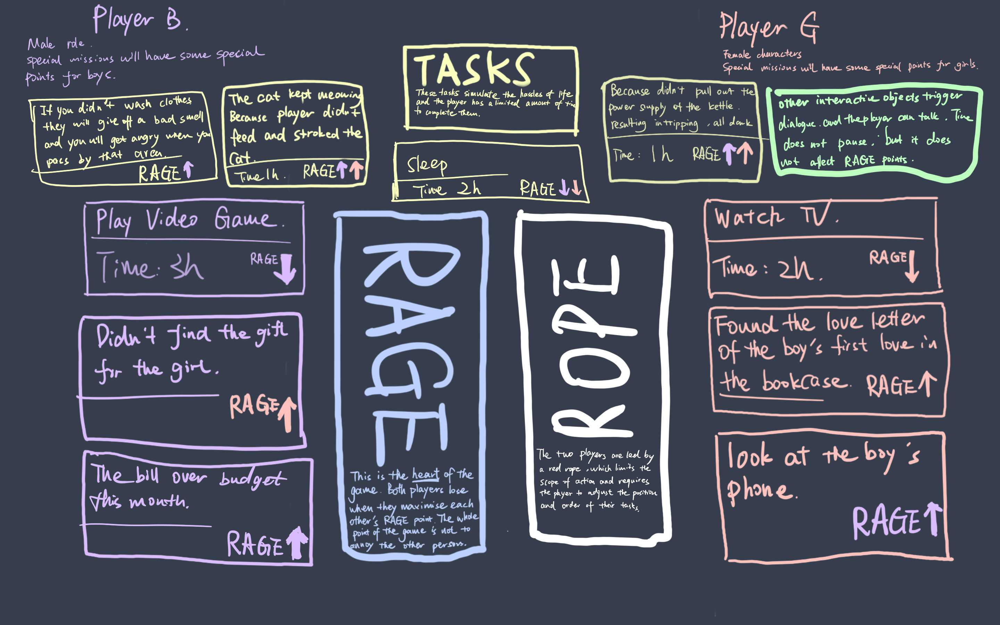 Player B.
Male role.
special missions will have some special
points for boys.
Player G
Female characters
Special missions will have some special points for girls.
TASKS
These tasks simulate the hassles of life
and the player has a limited amont of time
to complete them.
If you didn't wash clothes
they will give off a bad smell
and you will get angry when you
pass by that area.
RAGE ↑
The cat kept meowing
Because player didn't
feed and stroked the
cat.
Time 1h. RAGE ↑↑
Sleep
Time 2h RAGE ↓↓
Because didn't pull out the
power supply of the kettle.
resulting in tripping, all dark
Time: 1h RAGE ↑↑
other interactive objects trigger
dialogue. and the player can talk. Time
does not pause, but it does
not affect RAGE points.
Play Video Game.
Time: 3h RAGE ↓
Didn't find the gift
for the girl.
RAGE ↑
The bill over budget
this month.
RAGE ↑
RAGE
This is the heart of the
game. Both players lose
when they maximise each
other's RAGE point. The whole
point of the game is not to
annoy the other person.
ROPE
The two players are led by
a red rope, which limits the
scope of action and requires
the player to adjust the position
and order of their tasks.
Watch TV.
Time: 2h. RAGE ↓
Found the love letter
of the boy's first love in
the bookcase. RAGE ↑
look at the boy's
phone.
RAGE ↑